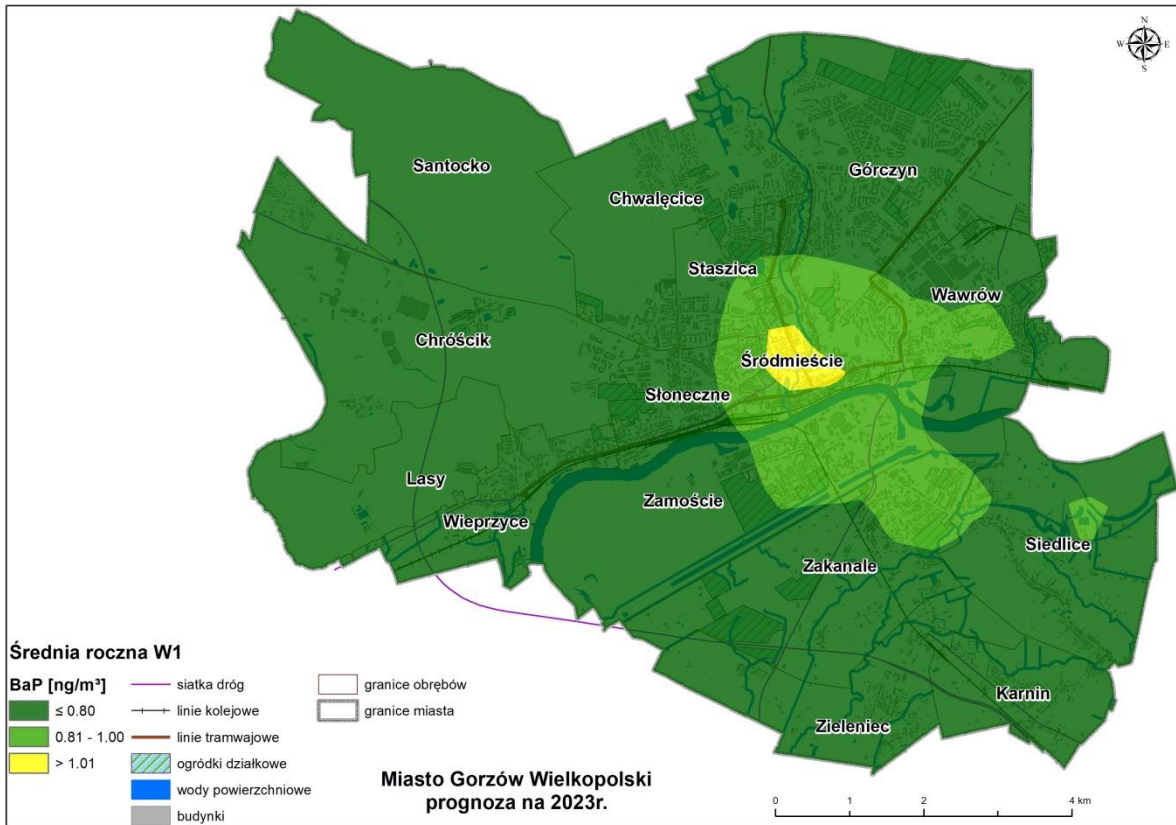 N
W E
S
Santocko
Górczyn
Chwalęcice
Staszica
Wawrów
Chróścik
Śródmieście
Słoneczne
Lasy
Zamoście
Wieprzyce
Siedlice
Zakanale
Karnin
Zieleniec
Średnia roczna W1
BaP [ng/m³]
≤ 0.80
0.81 - 1.00
> 1.01
siatka dróg
linie kolejowe
linie tramwajowe
ogródki działkowe
wody powierzchniowe
budynki
granice obrębów
granice miasta
Miasto Gorzów Wielkopolski
prognoza na 2023r.
0 1 2 4 km